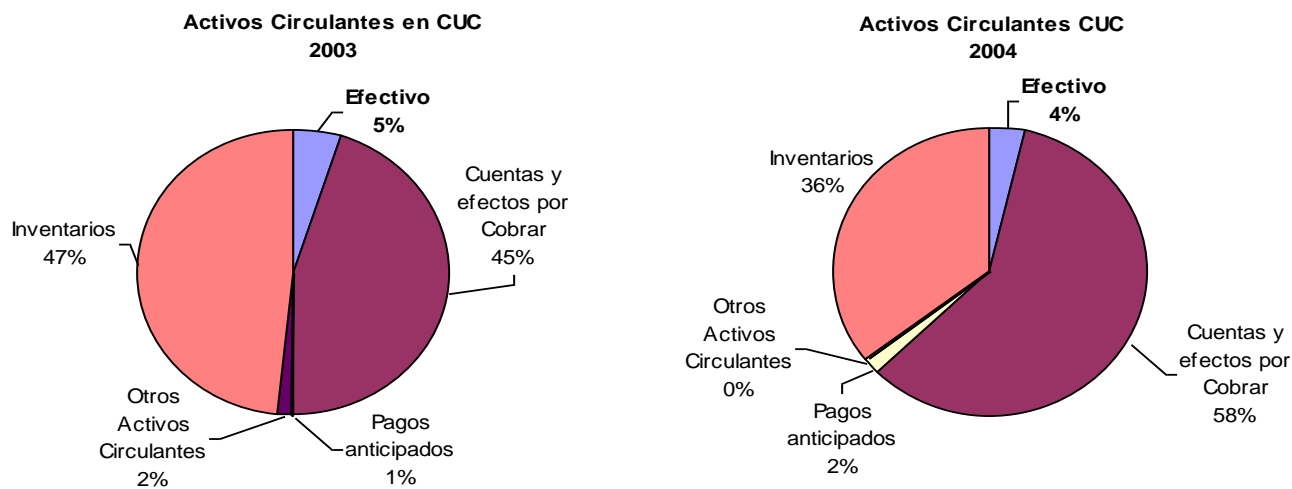 Activos Circulantes en CUC
2003
Efectivo
5%
Cuentas y
efectos por
Cobrar
45%
Inventarios
47%
Otros
Activos
Circulantes
2%
Pagos
anticipados
1%
Activos Circulantes CUC
2004
Efectivo
4%
Inventarios
36%
Otros
Activos
Circulantes
0%
Pagos
anticipados
2%
Cuentas y
efectos por
Cobrar
58%